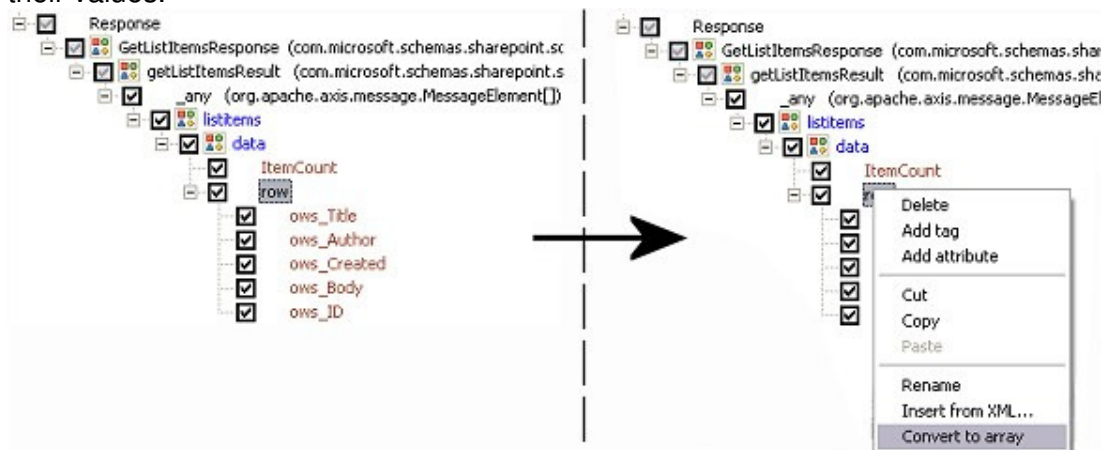 their values.
Response
GetListItemsResponse (com.microsoft.schemas.sharepoint.sc
getListItemsResult (com.microsoft.schemas.sharepoint.s
_any (org.apache.axis.message.MessageElement[])
listitems
data
ItemCount
row
ows_Title
ows_Author
ows_Created
ows_Body
ows_ID
Response
GetListItemsResponse (com.microsoft.schemas.shar
getListItemsResult (com.microsoft.schemas.sha
_any (org.apache.axis.message.MessageEl
listitems
data
ItemCount
Delete
Add tag
Add attribute
Cut
Copy
Paste
Rename
Insert from XML...
Convert to array